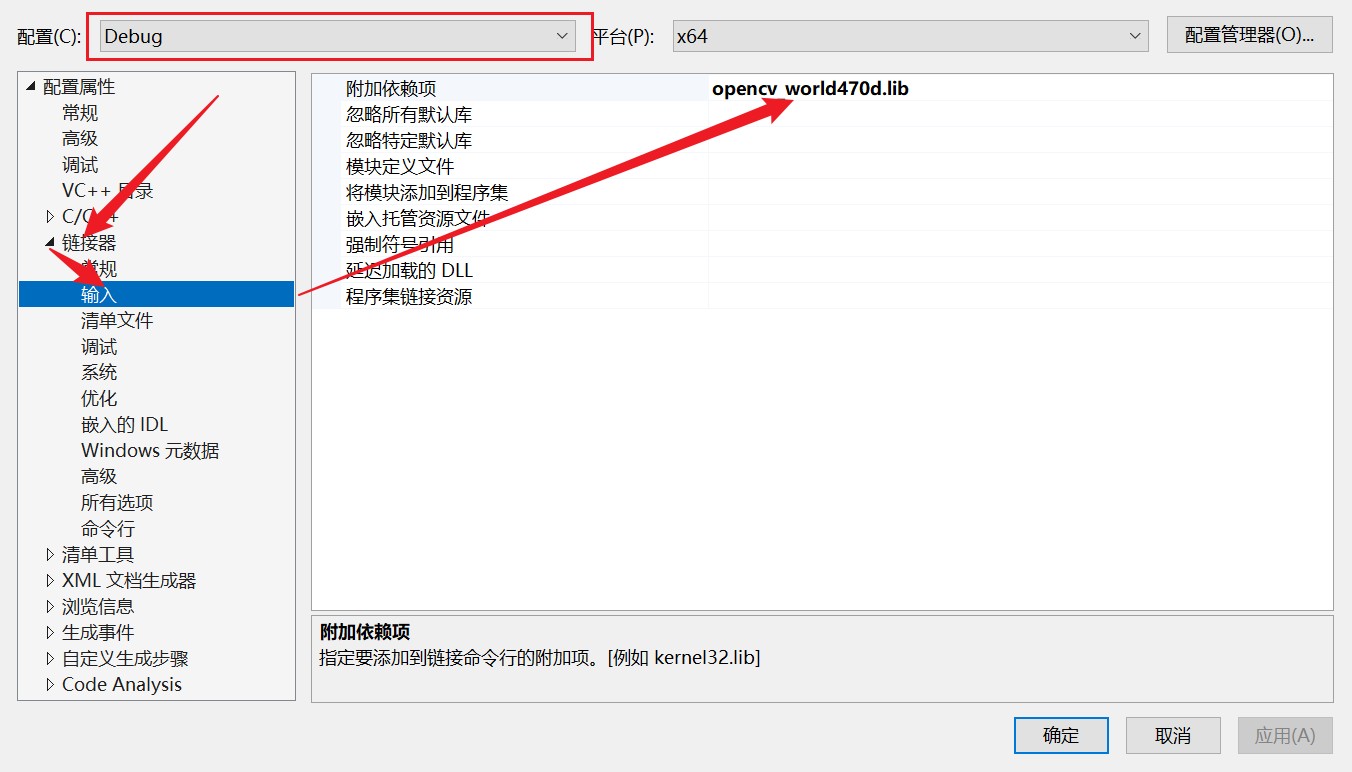 配置(C): Debug 平台(P): x64 配置管理器(O)...
配置属性
常规
高级
调试
VC++ 目录
C/C++
链接器
常规
输入
清单文件
调试
系统
优化
嵌入的 IDL
Windows 元数据
高级
所有选项
命令行
清单工具
XML 文档生成器
浏览信息
生成事件
自定义生成步骤
Code Analysis
附加依赖项 opencv_world470d.lib
忽略所有默认库
忽略特定默认库
模块定义文件
将模块添加到程序集
嵌入托管资源文件
强制符号引用
延迟加载的 DLL
程序集链接资源
附加依赖项
指定要添加到链接命令行的附加项。[例如 kernel32.lib]
确定 取消 应用(A)